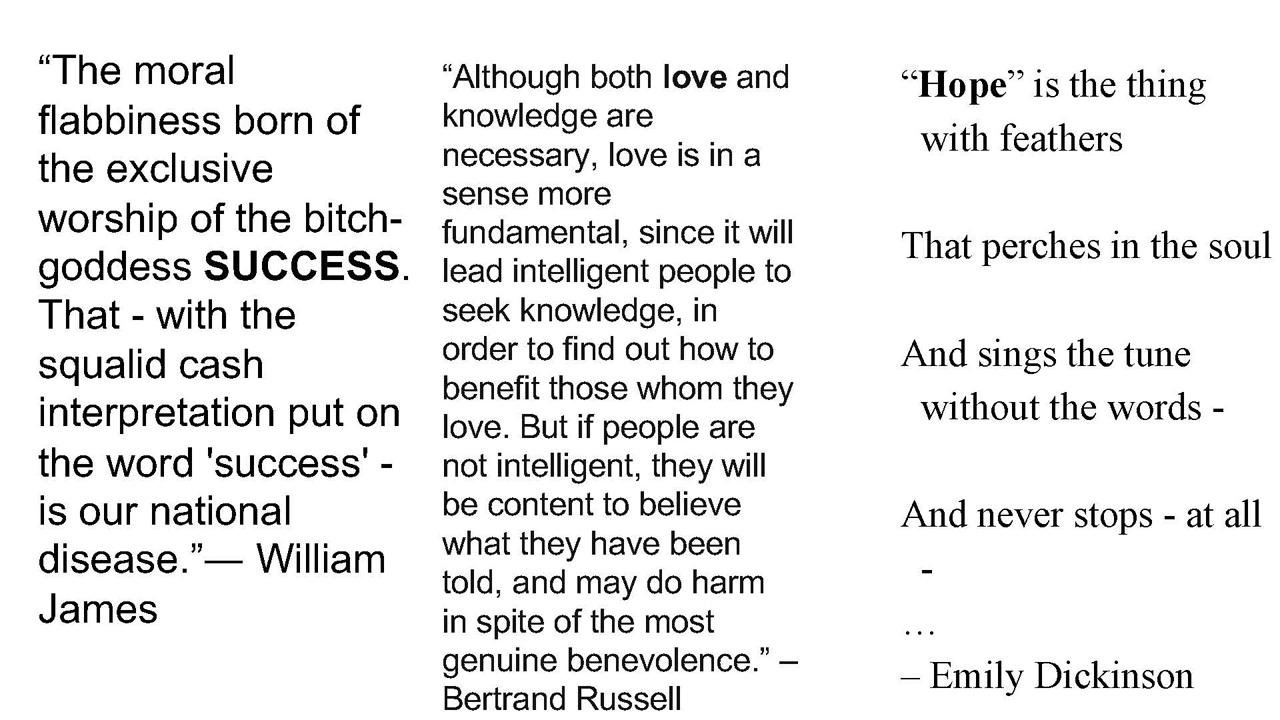 “The moral
flabbiness born of
the exclusive
worship of the bitch-
goddess SUCCESS.
That - with the
squalid cash
interpretation put on
the word 'success' -
is our national
disease.”— William
James
“Although both love and
knowledge are
necessary, love is in a
sense more
fundamental, since it will
lead intelligent people to
seek knowledge, in
order to find out how to
benefit those whom they
love. But if people are
not intelligent, they will
be content to believe
what they have been
told, and may do harm
in spite of the most
genuine benevolence.” –
Bertrand Russell
“Hope” is the thing
with feathers
That perches in the soul
And sings the tune
without the words -
And never stops - at all
-
…
– Emily Dickinson